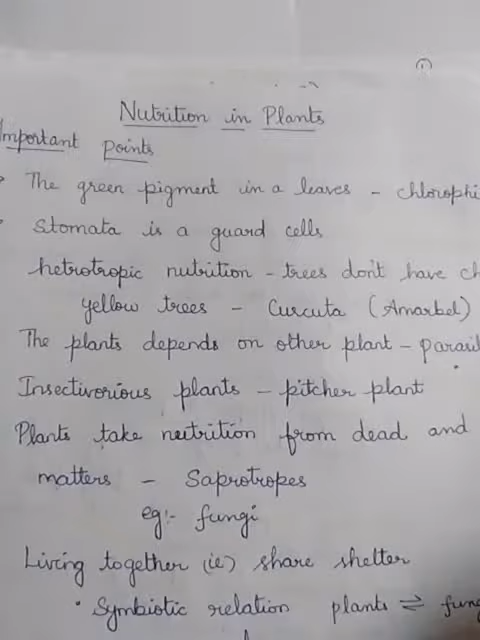 ①
Nutrition in Plants
Important Points
The green pigment in a leaves - chlorophi
Stomata is a guard cells
hetrotropic nutrition - trees don't have ch
yellow trees - Curcuta (Amarbel)
The plants depends on other plant - parasi
Insectivorious plants - pitcher plant
Plants take neutrition from dead and
matters - Saprotropes
eg:- fungi
Living together (ie) share shelter
• Symbiotic relation plants ⇌ fung